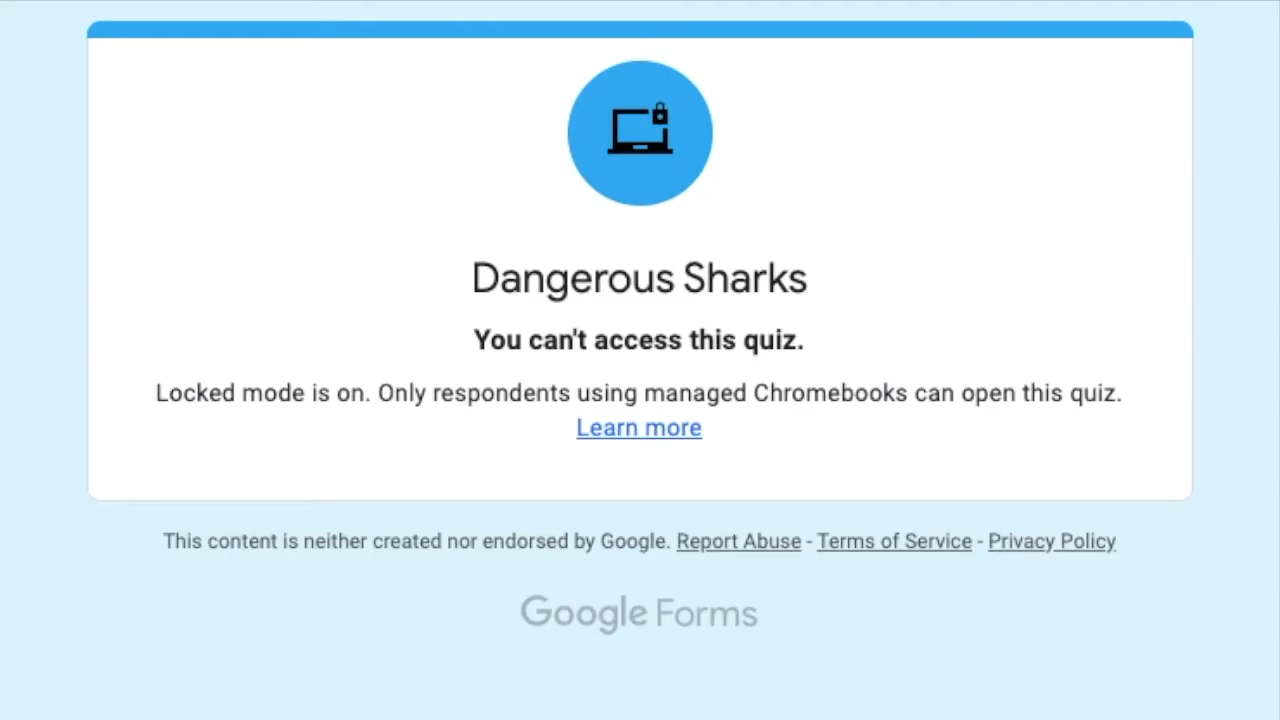 Dangerous Sharks
You can't access this quiz.
Locked mode is on. Only respondents using managed Chromebooks can open this quiz.
Learn more
This content is neither created nor endorsed by Google. Report Abuse - Terms of Service - Privacy Policy
Google Forms